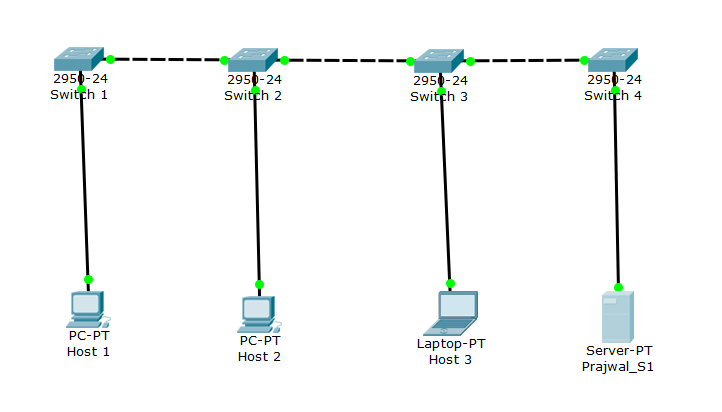 2950-24
Switch 1
2950-24
Switch 2
2950-24
Switch 3
2950-24
Switch 4
PC-PT
Host 1
PC-PT
Host 2
Laptop-PT
Host 3
Server-PT
Prajwal_S1